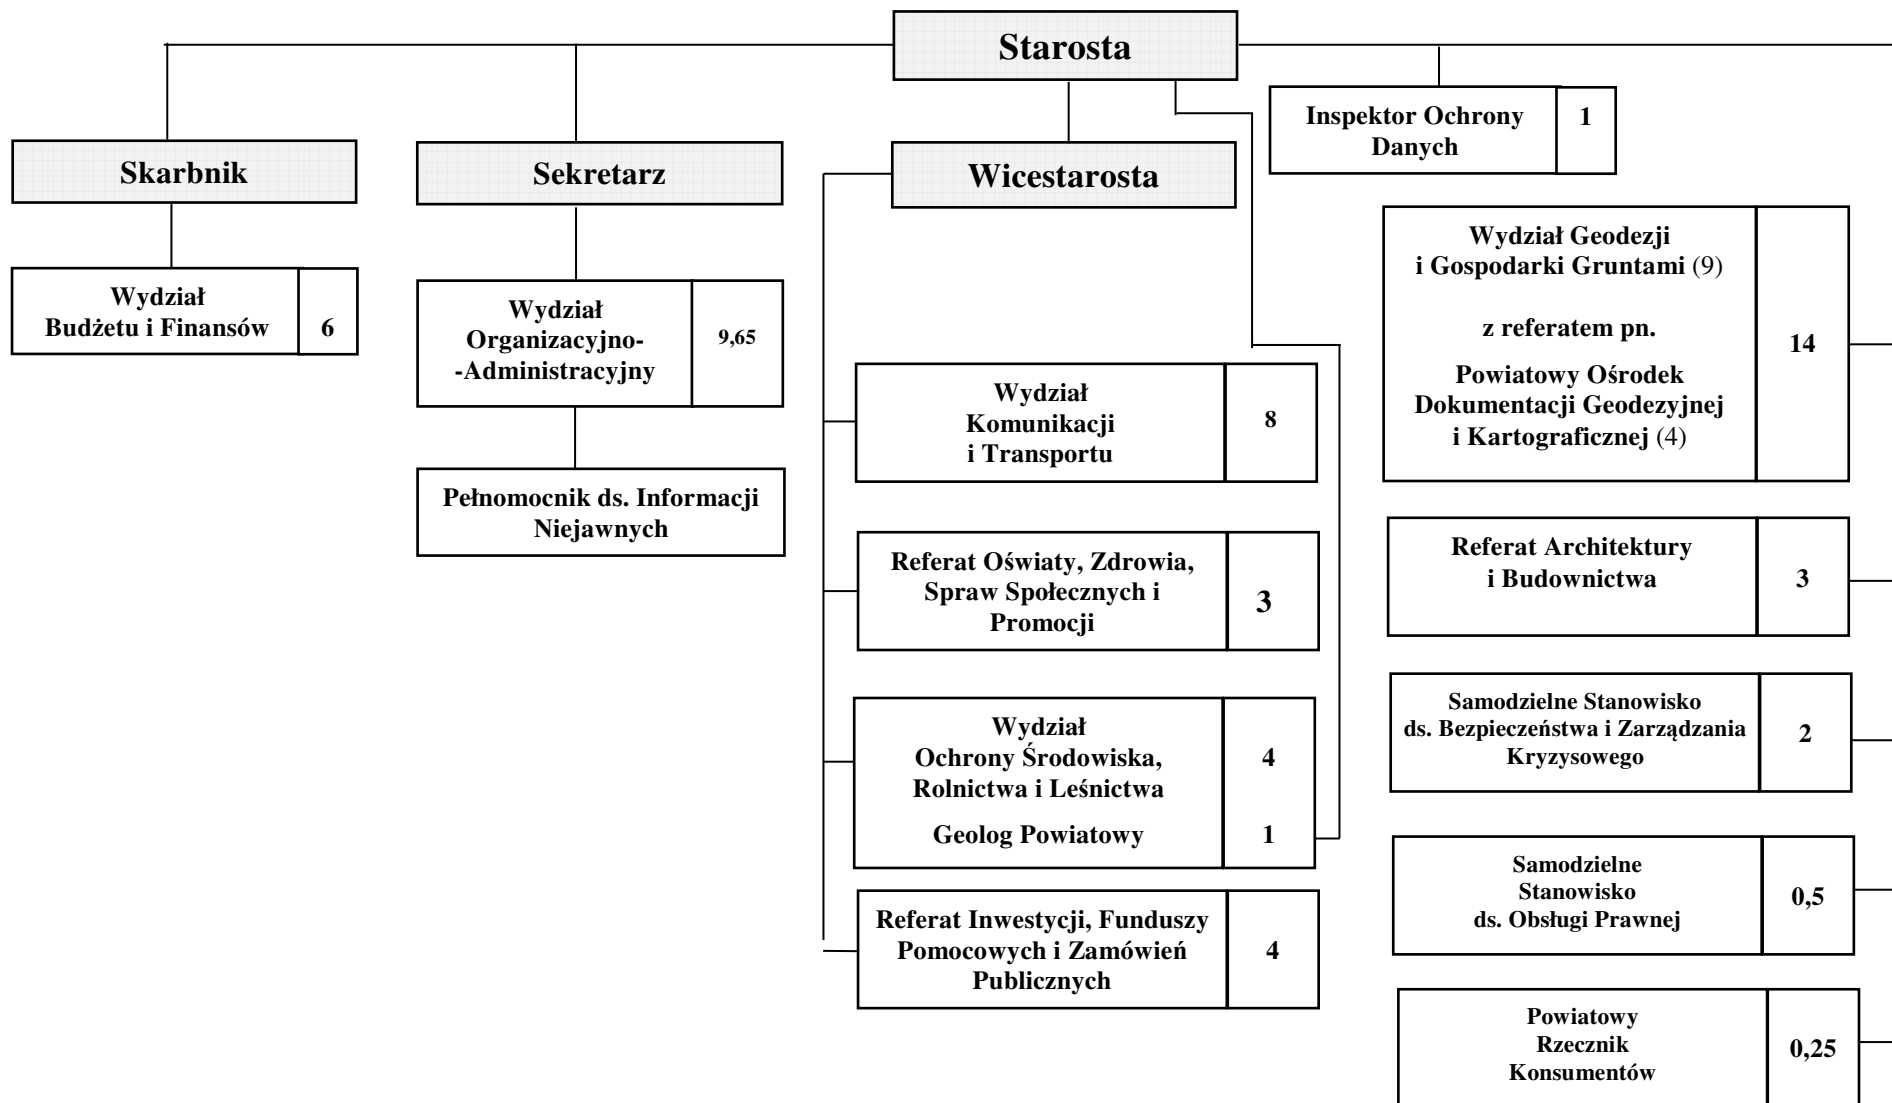 Starosta
Inspektor Ochrony
Danych
1
Skarbnik
Sekretarz
Wicestarosta
Wydział
Budżetu i Finansów
6
Wydział
Organizacyjno-
-Administracyjny
9,65
Pełnomocnik ds. Informacji
Niejawnych
Wydział
Komunikacji
i Transportu
8
Referat Oświaty, Zdrowia,
Spraw Społecznych i
Promocji
3
Wydział
Ochrony Środowiska,
Rolnictwa i Leśnictwa
4
Geolog Powiatowy
1
Referat Inwestycji, Funduszy
Pomocowych i Zamówień
Publicznych
4
Wydział Geodezji
i Gospodarki Gruntami (9)
z referatem pn.
Powiatowy Ośrodek
Dokumentacji Geodezyjnej
i Kartograficznej (4)
14
Referat Architektury
i Budownictwa
3
Samodzielne Stanowisko
ds. Bezpieczeństwa i Zarządzania
Kryzysowego
2
Samodzielne
Stanowisko
ds. Obsługi Prawnej
0,5
Powiatowy
Rzecznik
Konsumentów
0,25